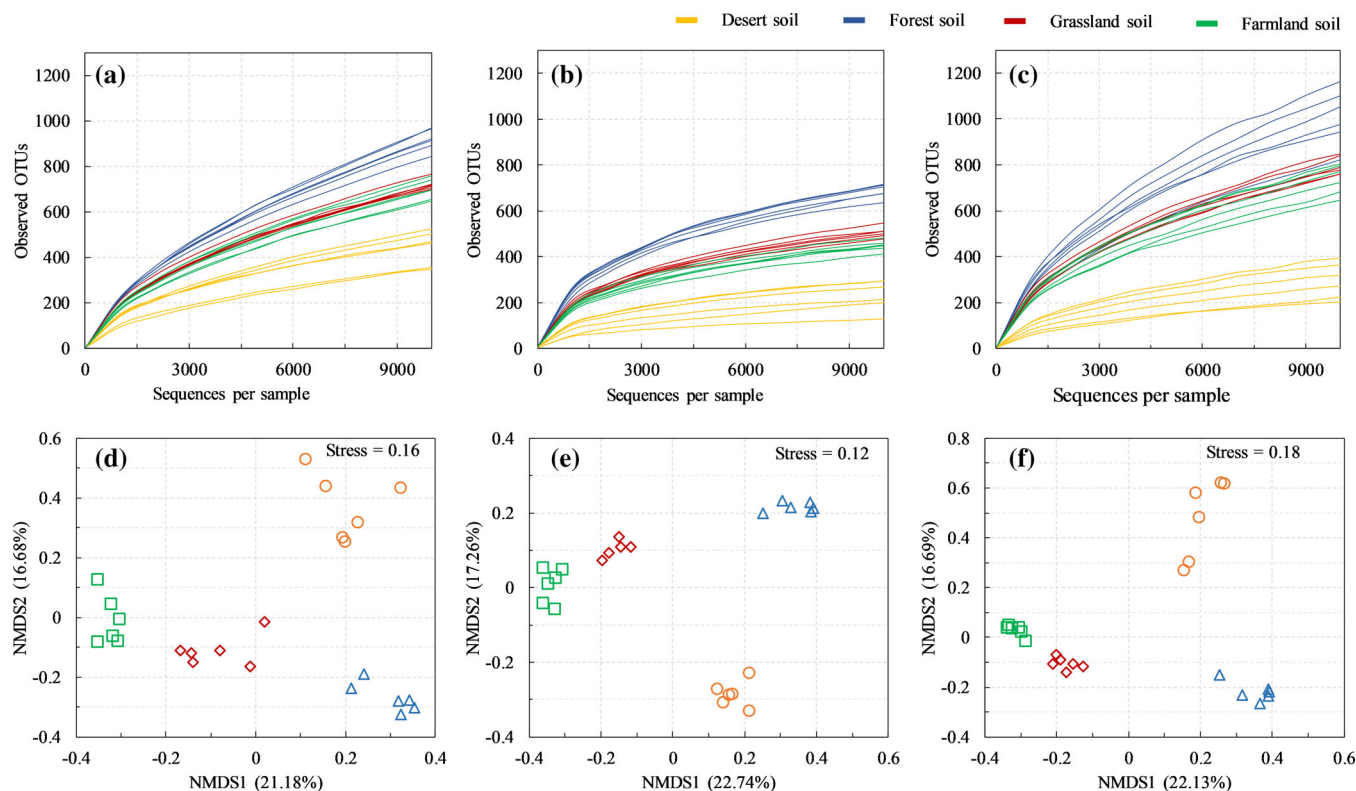 Desert soil Forest soil Grassland soil Farmland soil
(a)
1200
1000
800
600
400
200
0
Observed OTUs
0 3000 6000 9000
Sequences per sample
(b)
1200
1000
800
600
400
200
0
Observed OTUs
0 3000 6000 9000
Sequences per sample
(c)
1200
1000
800
600
400
200
0
Observed OTUs
0 3000 6000 9000
Sequences per sample
(d)
Stress = 0.16
0.6
0.4
0.2
0
-0.2
-0.4
NMDS2 (16.68%)
-0.4 -0.2 0 0.2 0.4
NMDS1 (21.18%)
(e)
Stress = 0.12
0.4
0.2
0
-0.2
-0.4
NMDS2 (17.26%)
-0.4 -0.2 0 0.2 0.4
NMDS1 (22.74%)
(f)
Stress = 0.18
0.8
0.6
0.4
0.2
0
-0.2
-0.4
NMDS2 (16.69%)
-0.4 -0.2 0 0.2 0.4 0.6
NMDS1 (22.13%)